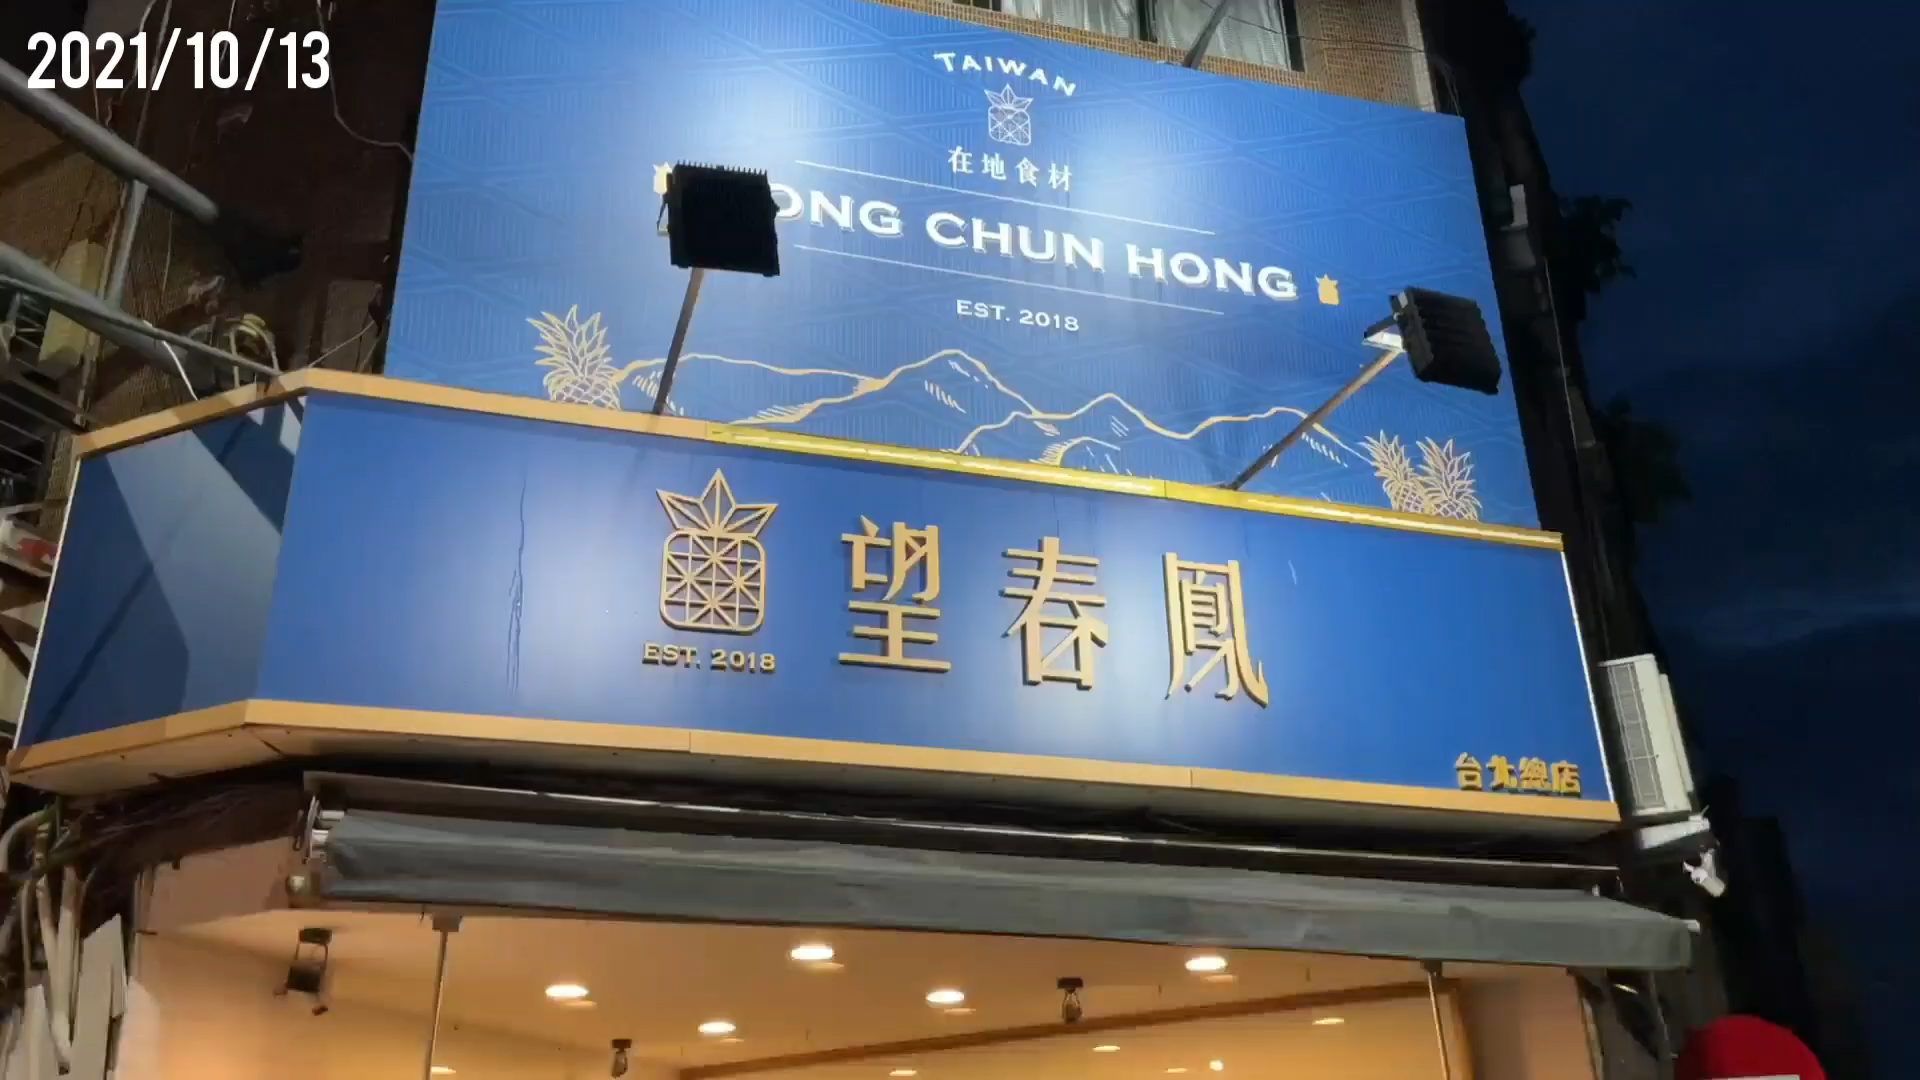 2021/10/13
TAIWAN
在地食材
ONG CHUN HONG
EST. 2018
望春鳳
EST. 2018
台北總店